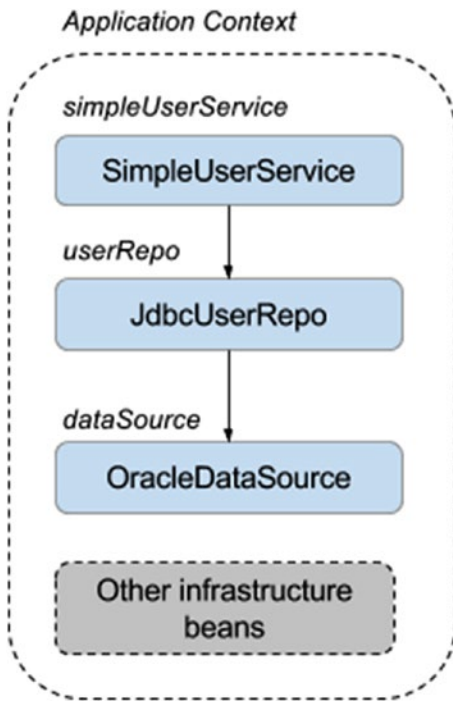 Application Context
simpleUserService
SimpleUserService
userRepo
JdbcUserRepo
dataSource
OracleDataSource
Other infrastructure
beans